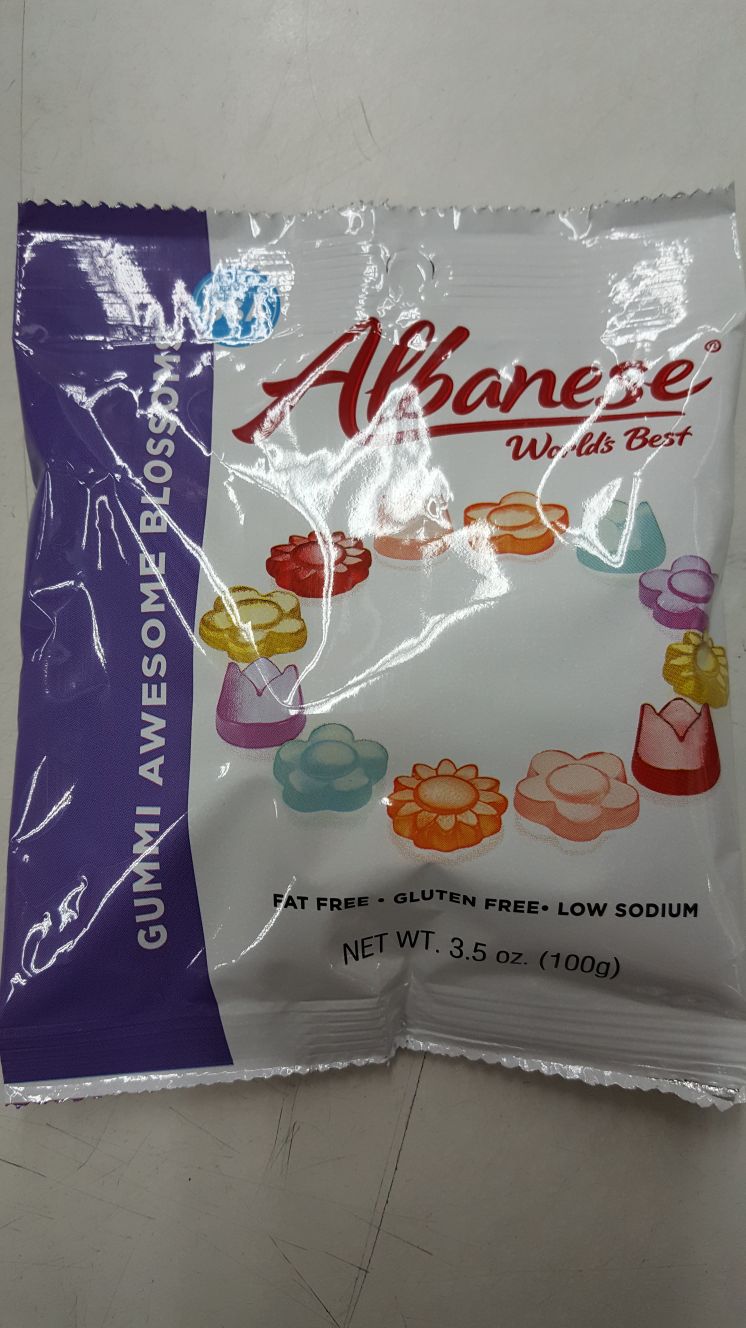 Albanese®
World's Best
GUMMI AWESOME BLOSSOMS
FAT FREE • GLUTEN FREE• LOW SODIUM
NET WT. 3.5 oz. (100g)